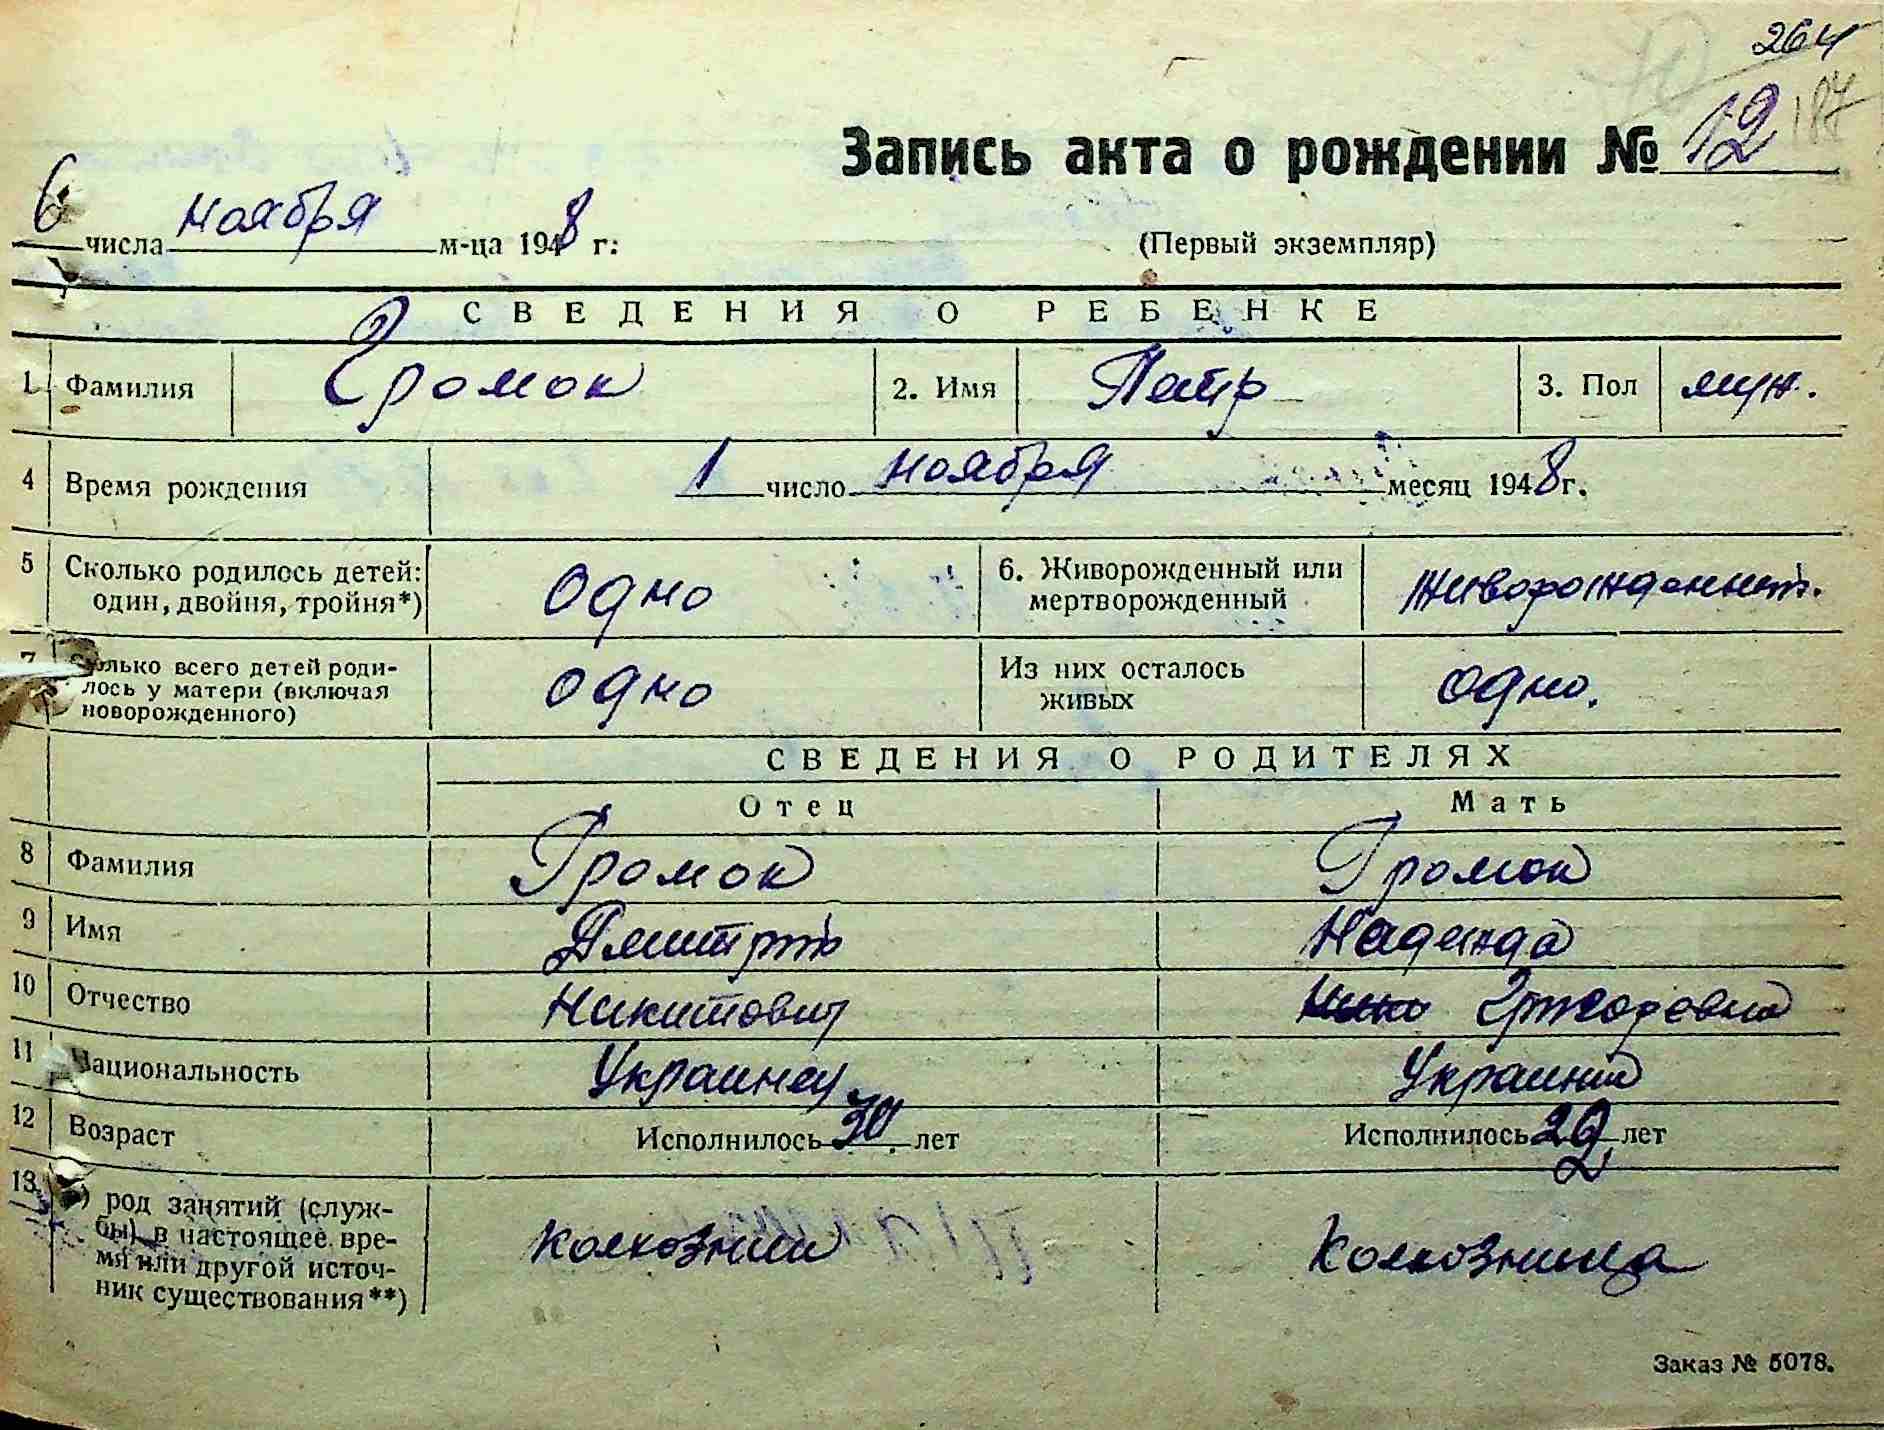 264
187
Запись акта о рождении № 12
6 числа ноября м-ца 1948 г.
(Первый экземпляр)
СВЕДЕНИЯ О РЕБЕНКЕ
1. Фамилия Громок 2. Имя Петр 3. Пол муж.
4 Время рождения 1 число ноября месяц 1948 г.
5 Сколько родилось детей: один, двойня, тройня*) одно 6. Живорожденный или мертворожденный
7 Сколько всего детей родилось у матери (включая новорожденного) одно Из них осталось живых одно.
СВЕДЕНИЯ О РОДИТЕЛЯХ
Отец Мать
8 Фамилия Громок Громок
9 Имя Надежда
10 Отчество Никитович
11 Национальность Украинец
12 Возраст Исполнилось 30 лет Исполнилось лет
13 ) род занятий (службы) в настоящее время или другой источник существования**) Колхозник Колхозница
Заказ № 5078.